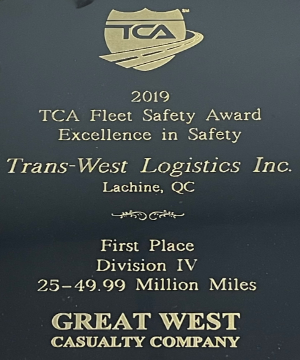 TCA
SM
2019
TCA Fleet Safety Award
Excellence in Safety
Trans-West Logistics Inc.
Lachine, QC
First Place
Division IV
25-49.99 Million Miles
GREAT WEST
CASUALTY COMPANY